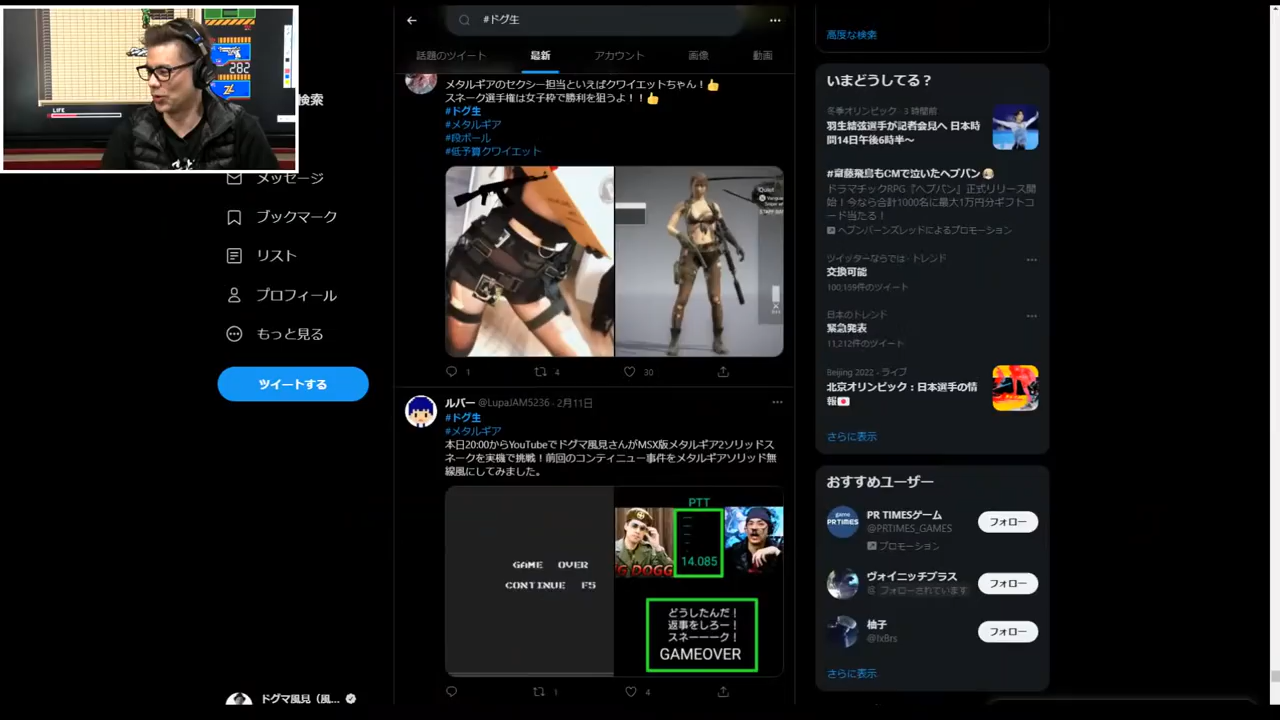 LIFE
282
検索
メッセージ
ブックマーク
リスト
プロフィール
もっと見る
ツイートする
ドグマ風見（風...
#ドグ生
話題のツイート
最新
アカウント
画像
動画
メタルギアのセクシー担当といえばクワイエットちゃん！👍
スネーク選手権は女子枠で勝利を狙うよ！！👍
#ドグ生
#メタルギア
#段ボール
#低予算クワイエット
Quiet
1
4
30
ルパー @LupaJAM5236 · 2月11日
#ドグ生
#メタルギア
本日20:00からYouTubeでドグマ風見さんがMSX版メタルギア2ソリッドス
ネークを実機で挑戦！前回のコンティニュー事件をメタルギアソリッド無
線風にしてみました。
GAME OVER
CONTINUE F5
PTT
14.085
どうしたんだ！
返事をしろー！
スネーーーク！
GAMEOVER
1
4
高度な検索
いまどうしてる？
冬季オリンピック · 3 時間前
羽生結弦選手が記者会見へ 日本時
間14日午後6時半～
#齋藤飛鳥もCMで泣いたヘブバン
ドラマチックRPG『ヘブバン』正式リリース開
始！今なら合計1000名に最大1万円分ギフトコ
ード当たる！
ヘブンバーンズレッドによるプロモーション
ツイッターならでは · トレンド
交換可能
100,159件のツイート
日本のトレンド
緊急発表
11,212件のツイート
Beijing 2022 · ライブ
北京オリンピック：日本選手の情
報🇯🇵
さらに表示
おすすめユーザー
PR TIMESゲーム
@PRTIMES_GAMES
プロモーション
フォロー
ヴォイニッチプラス
フォローされています
フォロー
柚子
@lx8rs
フォロー
さらに表示